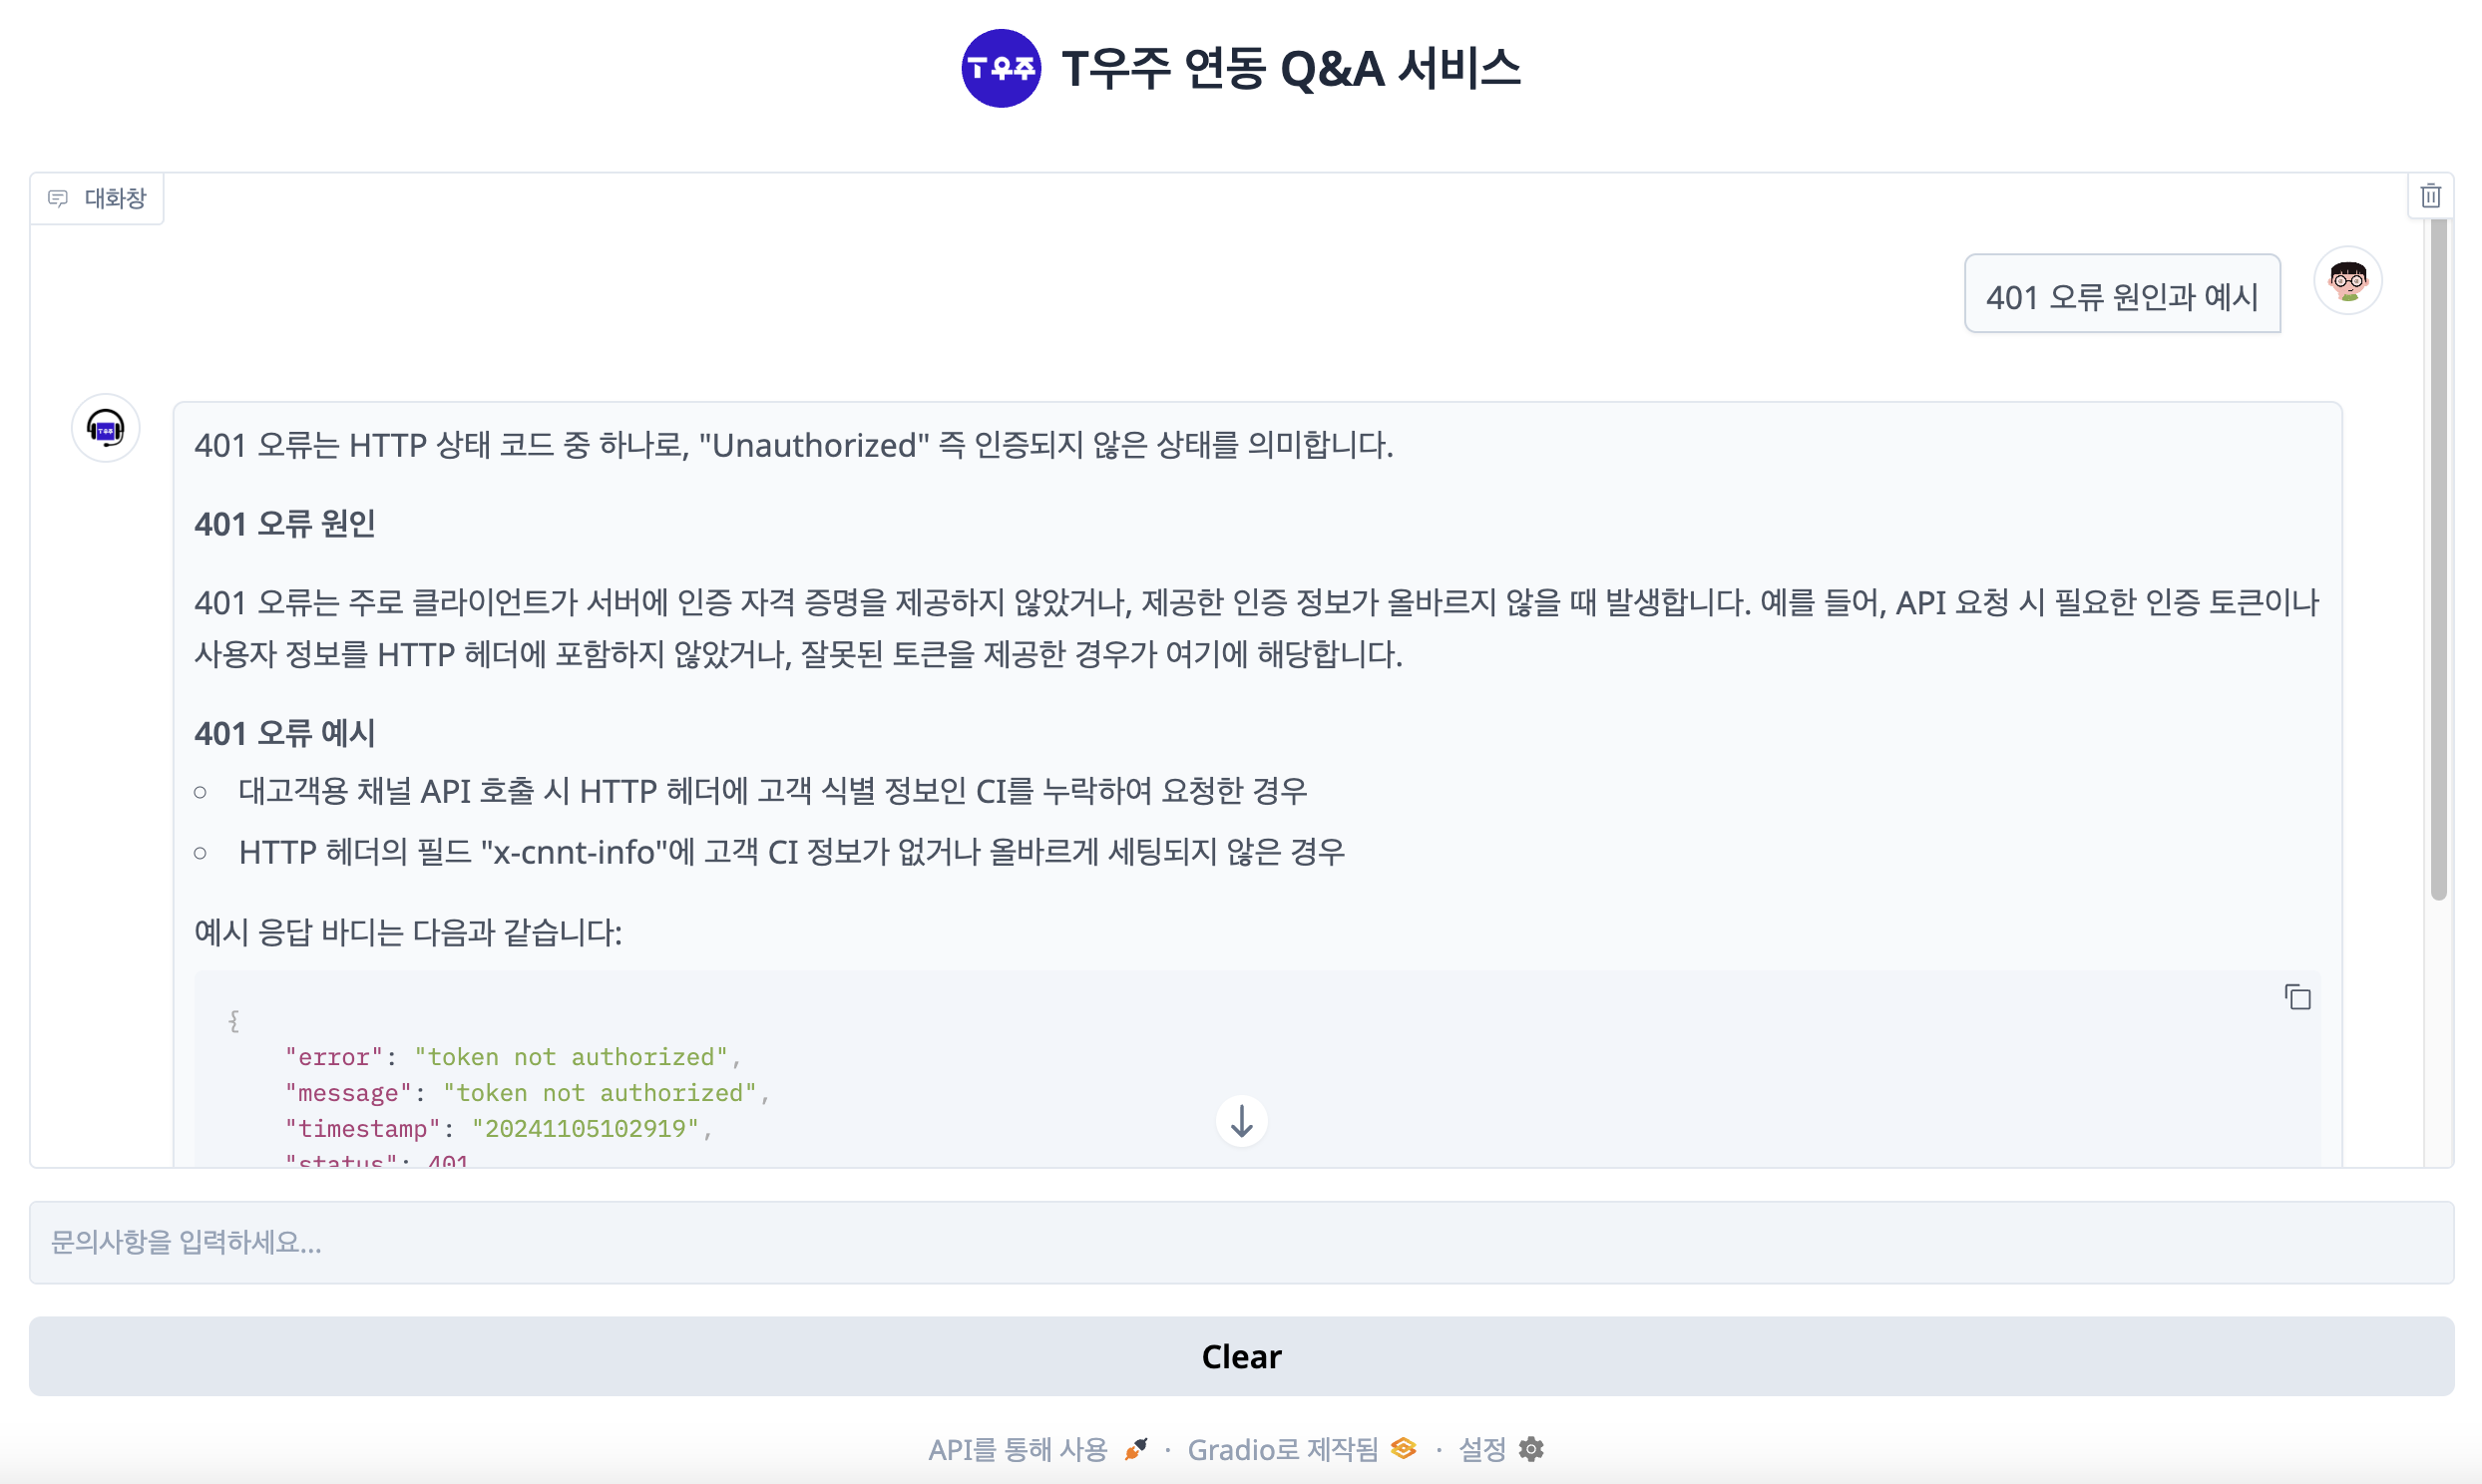 T우주 T우주 연동 Q&A 서비스
대화창
401 오류 원인과 예시
T우주
401 오류는 HTTP 상태 코드 중 하나로, "Unauthorized" 즉 인증되지 않은 상태를 의미합니다.
401 오류 원인
401 오류는 주로 클라이언트가 서버에 인증 자격 증명을 제공하지 않았거나, 제공한 인증 정보가 올바르지 않을 때 발생합니다. 예를 들어, API 요청 시 필요한 인증 토큰이나
사용자 정보를 HTTP 헤더에 포함하지 않았거나, 잘못된 토큰을 제공한 경우가 여기에 해당합니다.
401 오류 예시
대고객용 채널 API 호출 시 HTTP 헤더에 고객 식별 정보인 CI를 누락하여 요청한 경우
HTTP 헤더의 필드 "x-cnnt-info"에 고객 CI 정보가 없거나 올바르게 세팅되지 않은 경우
예시 응답 바디는 다음과 같습니다:
{
"error": "token not authorized",
"message": "token not authorized",
"timestamp": "20241105102919",
"status": 401
문의사항을 입력하세요...
Clear
API를 통해 사용 · Gradio로 제작됨 · 설정